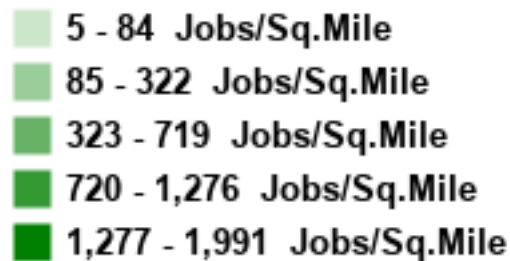 5 - 84 Jobs/Sq.Mile
85 - 322 Jobs/Sq.Mile
323 - 719 Jobs/Sq.Mile
720 - 1,276 Jobs/Sq.Mile
1,277 - 1,991 Jobs/Sq.Mile